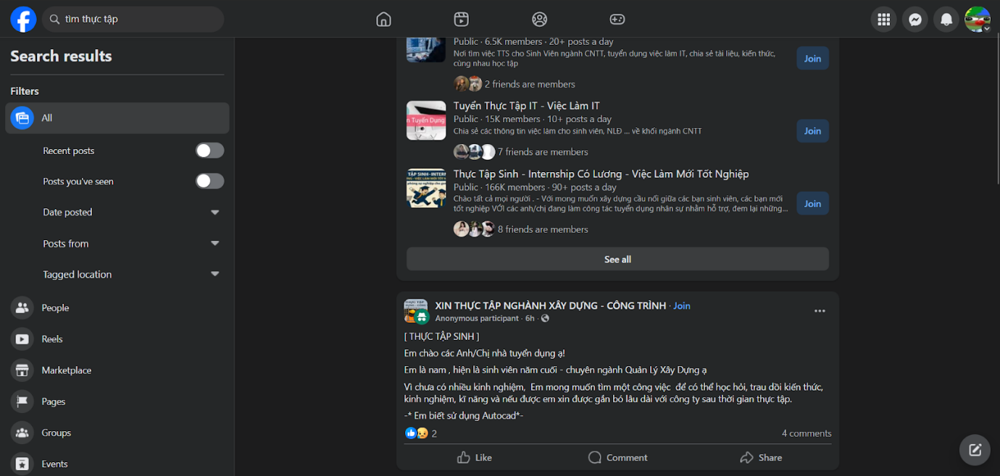 tìm thực tập
Search results
Filters
All
Recent posts
Posts you've seen
Date posted
Posts from
Tagged location
People
Reels
Marketplace
Pages
Groups
Events
Public · 6.5K members · 20+ posts a day
Nơi tìm việc TTS cho Sinh Viên ngành CNTT, tuyển dụng việc làm IT, chia sẻ tài liệu, kiến thức,
cùng nhau học tập
Join
2 friends are members
n Tuyển Dụng
Tuyển Thực Tập IT - Việc Làm IT
Public · 15K members · 10+ posts a day
Chia sẻ các thông tin việc làm cho sinh viên, NLĐ ... về khối ngành CNTT
Join
7 friends are members
TẬP SINH - INTERN
Thực Tập Sinh - Internship Có Lương - Việc Làm Mới Tốt Nghiệp
Public · 166K members · 90+ posts a day
Chào tất cả mọi người . - Với mong muốn xây dựng cầu nối giữa các bạn sinh viên, các bạn mới
tốt nghiệp VỚI các anh/chị đang làm công tác tuyển dụng nhân sự nhằm hỗ trợ, đem lại những...
Join
8 friends are members
See all
XIN THỰC TẬP NGHÀNH XÂY DỰNG - CÔNG TRÌNH · Join
Anonymous participant · 6h ·
[ THỰC TẬP SINH ]
Em chào các Anh/Chị nhà tuyển dụng ạ!
Em là nam , hiện là sinh viên năm cuối - chuyên ngành Quản Lý Xây Dựng ạ
Vì chưa có nhiều kinh nghiệm, Em mong muốn tìm một công việc để có thể học hỏi, trau dồi kiến thức,
kinh nghiệm, kĩ năng và nếu được em xin được gắn bó lâu dài với công ty sau thời gian thực tập.
-* Em biết sử dụng Autocad*-
2
4 comments
Like
Comment
Share